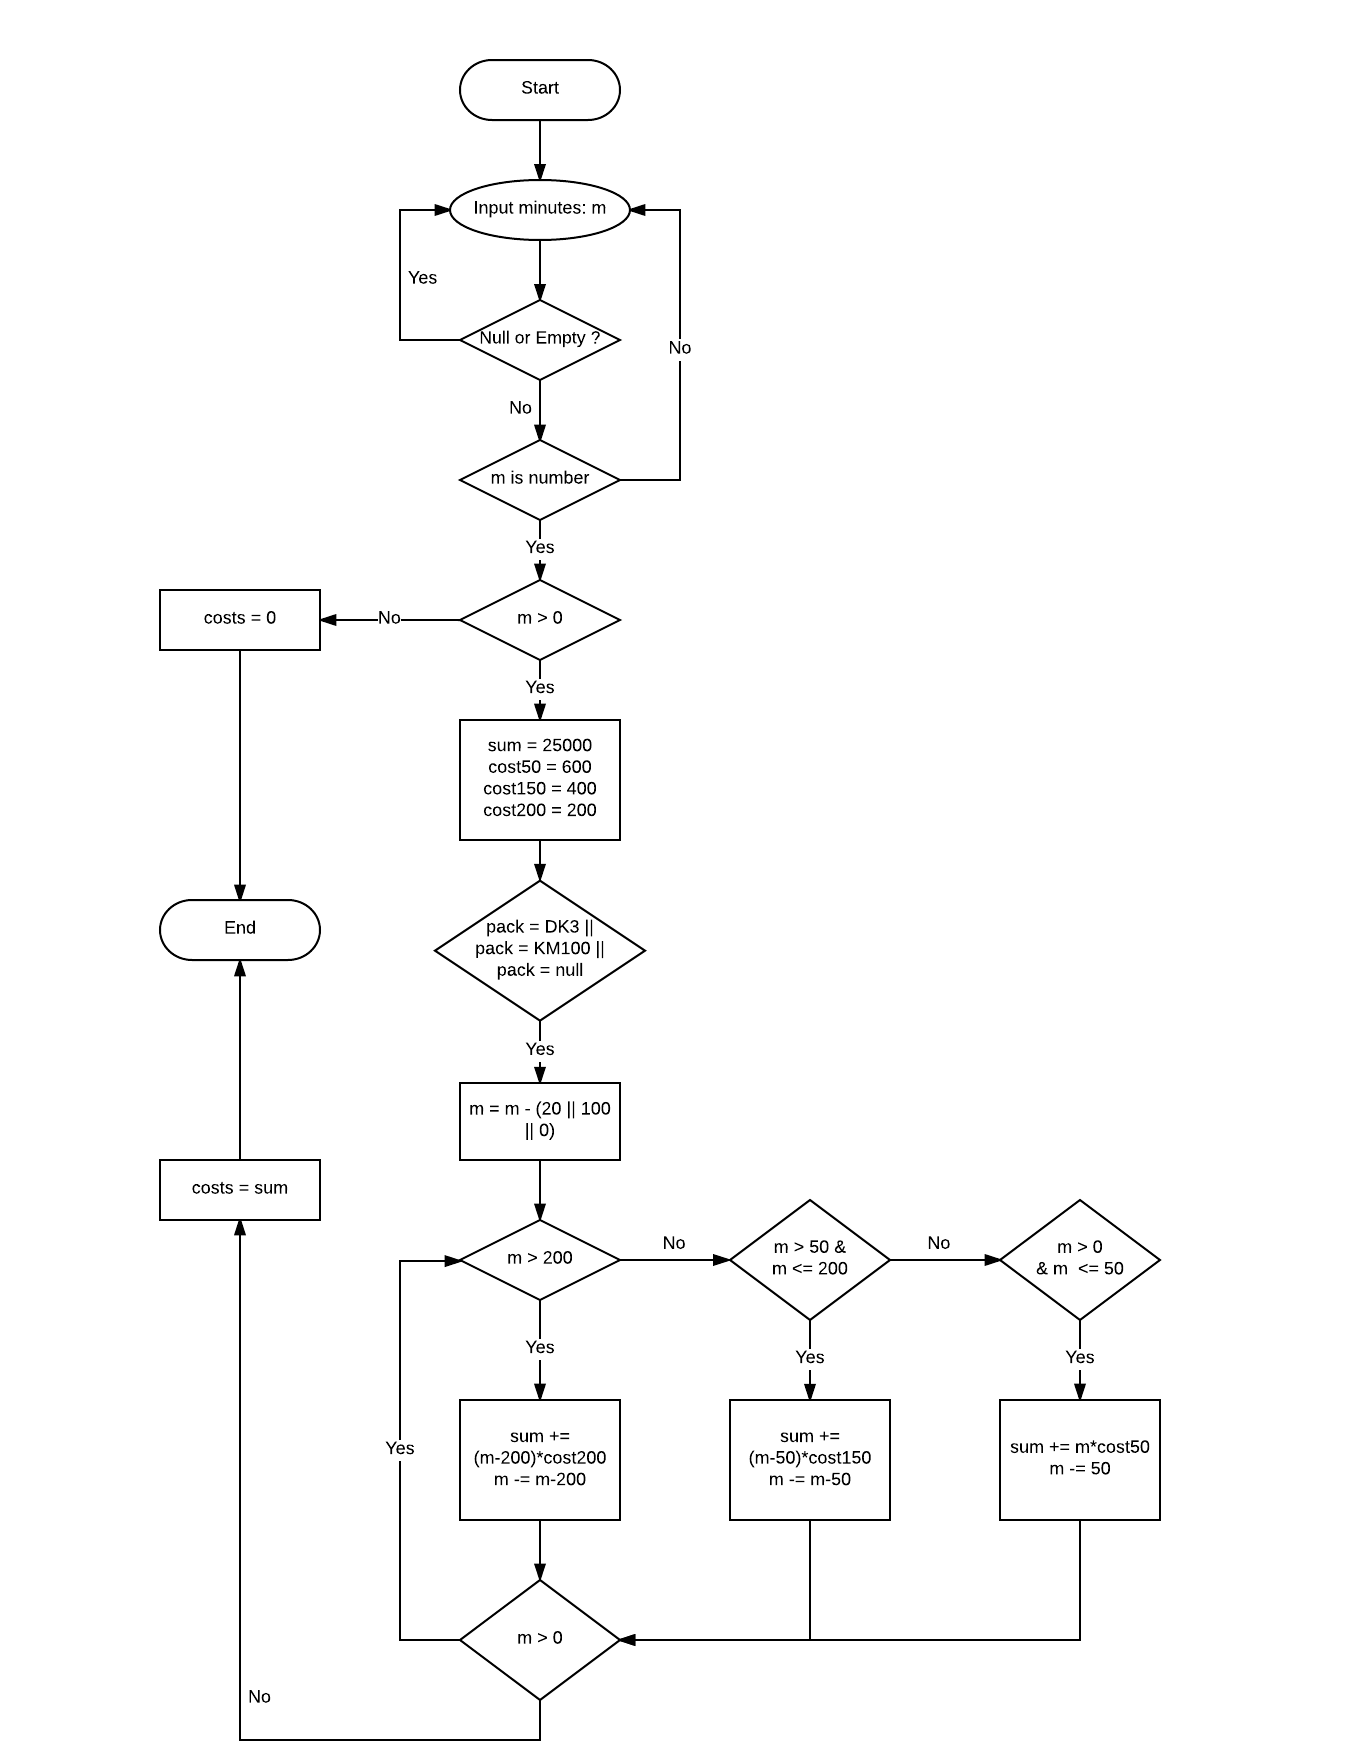 Start
Input minutes: m
Yes
Null or Empty ?
No
No
m is number
Yes
costs = 0
No
m > 0
Yes
sum = 25000
cost50 = 600
cost150 = 400
cost200 = 200
End
pack = DK3 ||
pack = KM100 ||
pack = null
Yes
m = m - (20 || 100
|| 0)
costs = sum
m > 200
No
m > 50 &
m <= 200
No
m > 0
& m  <= 50
Yes
Yes
Yes
Yes
sum +=
(m-200)*cost200
m -= m-200
sum +=
(m-50)*cost150
m -= m-50
sum += m*cost50
m -= 50
m > 0
No